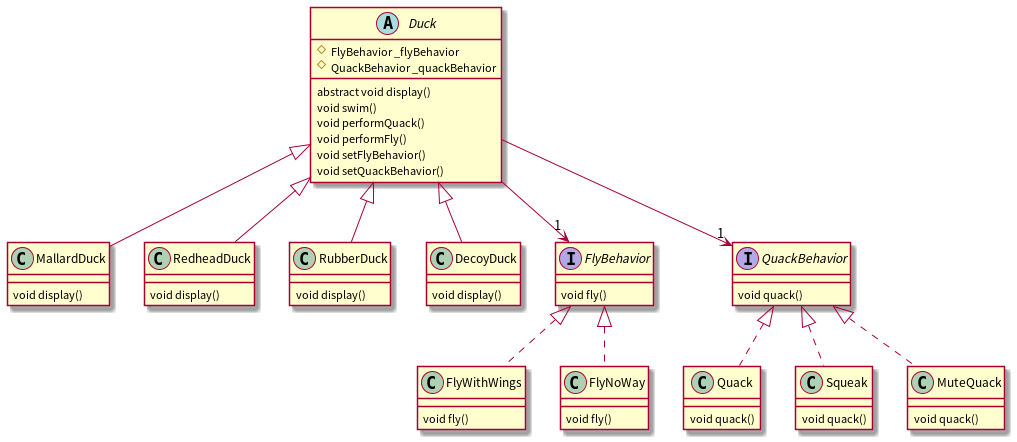 A Duck
FlyBehavior _flyBehavior
QuackBehavior _quackBehavior
abstract void display()
void swim()
void performQuack()
void performFly()
void setFlyBehavior()
void setQuackBehavior()
1
1
C MallardDuck
void display()
C RedheadDuck
void display()
C RubberDuck
void display()
C DecoyDuck
void display()
I FlyBehavior
void fly()
I QuackBehavior
void quack()
C FlyWithWings
void fly()
C FlyNoWay
void fly()
C Quack
void quack()
C Squeak
void quack()
C MuteQuack
void quack()